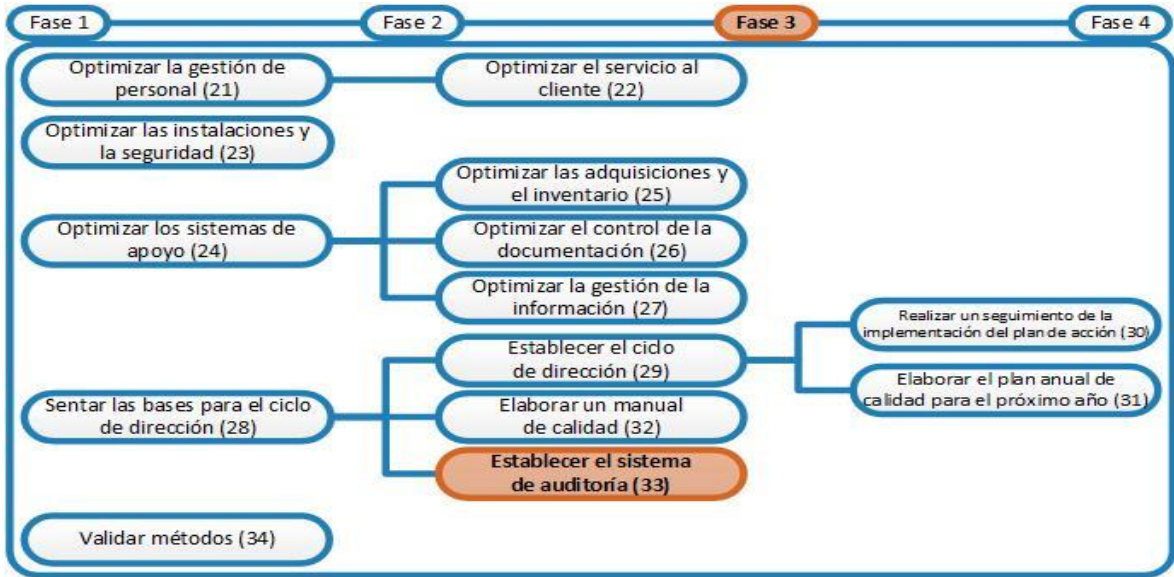 Fase 1
Fase 2
Fase 3
Fase 4
Optimizar la gestión de
personal (21)
Optimizar el servicio al
cliente (22)
Optimizar las instalaciones y
la seguridad (23)
Optimizar los sistemas de
apoyo (24)
Optimizar las adquisiciones y
el inventario (25)
Optimizar el control de la
documentación (26)
Optimizar la gestión de la
información (27)
Sentar las bases para el ciclo
de dirección (28)
Establecer el ciclo
de dirección (29)
Realizar un seguimiento de la
implementación del plan de acción (30)
Elaborar el plan anual de
calidad para el próximo año (31)
Elaborar un manual
de calidad (32)
Establecer el sistema
de auditoría (33)
Validar métodos (34)